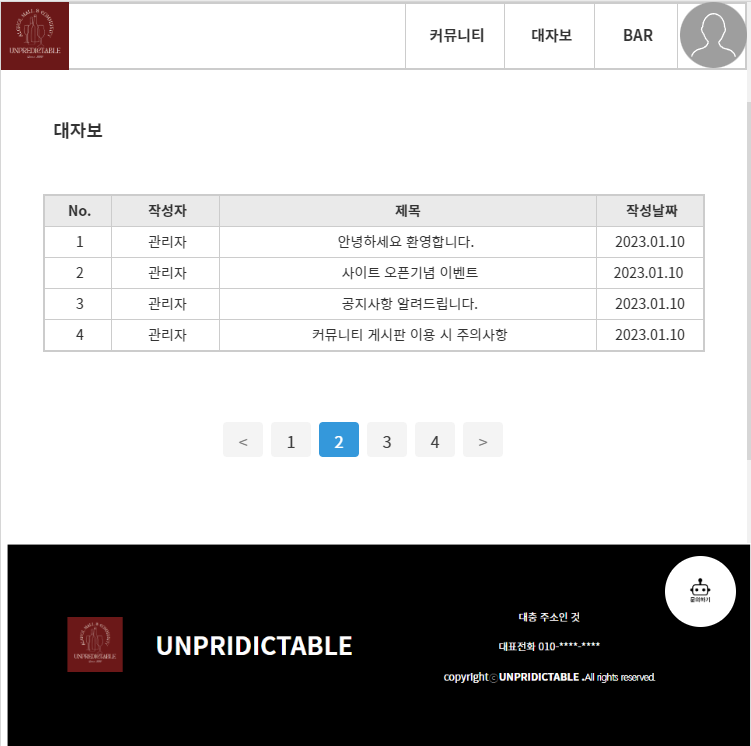 UNPREDICTABLE
커뮤니티 대자보 BAR
대자보
No. 작성자 제목 작성날짜
1 관리자 안녕하세요 환영합니다. 2023.01.10
2 관리자 사이트 오픈기념 이벤트 2023.01.10
3 관리자 공지사항 알려드립니다. 2023.01.10
4 관리자 커뮤니티 게시판 이용 시 주의사항 2023.01.10
< 1 2 3 4 >
문의하기
대충 주소인 것
UNPREDICTABLE
UNPRIDICTABLE
대표전화 010-****-****
copyright ⓒ UNPRIDICTABLE .All rights reserved.